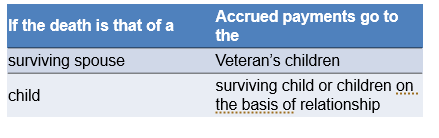 If the death is that of a
Accrued payments go to
the
surviving spouse
Veteran's children
child
surviving child or children on
the basis of relationship